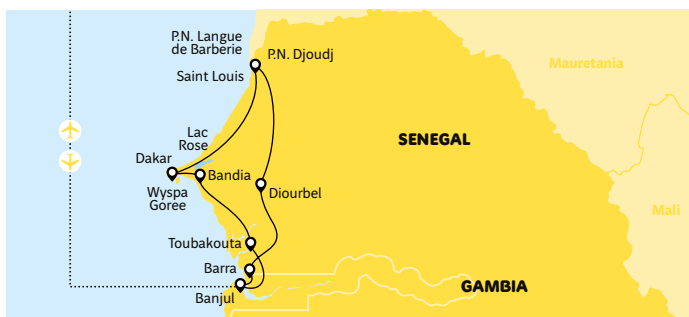 P.N. Langue
de Barberie
P.N. Djoudj
Saint Louis
Mauretania
Lac
Rose
SENEGAL
Dakar
Bandia
Wyspa
Goree
Diourbel
Mali
Toubakouta
Barra
Banjul
GAMBIA